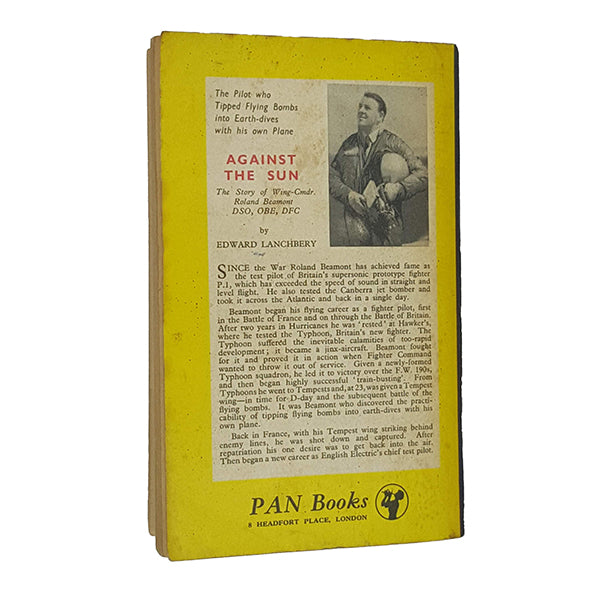 The Pilot who
Tipped Flying Bombs
into Earth-dives
with his own Plane
AGAINST
THE SUN
The Story of Wing-Cmdr.
Roland Beamont
DSO, OBE, DFC
by
EDWARD LANCHBERY
SINCE the War Roland Beamont has achieved fame as
the test pilot of Britain's supersonic prototype fighter
P.1, which has exceeded the speed of sound in straight and
level flight. He also tested the Canberra jet bomber and
took it across the Atlantic and back in a single day.
Beamont began his flying career as a fighter pilot, first
in the Battle of France and on through the Battle of Britain.
After two years in Hurricanes he was 'rested' at Hawker's,
where he tested the Typhoon, Britain's new fighter. The
Typhoon suffered the inevitable calamities of too-rapid
development; it became a jinx-aircraft. Beamont fought
for it and proved it in action when Fighter Command
wanted to throw it out of service. Given a newly-formed
Typhoon squadron, he led it to victory over the F.W. 190s,
and then began highly successful 'train-busting'. From
Typhoons he went to Tempests and, at 23, was given a Tempest
wing—in time for D-day and the subsequent battle of the
flying bombs. It was Beamont who discovered the practi-
cability of tipping flying bombs into earth-dives with his
own plane.
Back in France, with his Tempest wing striking behind
enemy lines, he was shot down and captured. After
repatriation his one desire was to get back into the air.
Then began a new career as English Electric's chief test pilot.
PAN Books
8 HEADFORT PLACE, LONDON